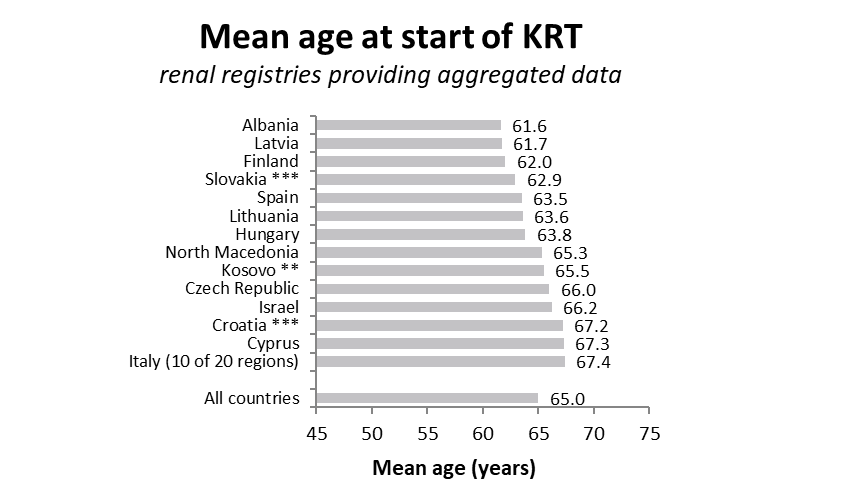 Mean age at start of KRT
renal registries providing aggregated data
Albania 61.6
Latvia 61.7
Finland 62.0
Slovakia *** 62.9
Spain 63.5
Lithuania 63.6
Hungary 63.8
North Macedonia 65.3
Kosovo ** 65.5
Czech Republic 66.0
Israel 66.2
Croatia *** 67.2
Cyprus 67.3
Italy (10 of 20 regions) 67.4
All countries 65.0
45 50 55 60 65 70 75
Mean age (years)